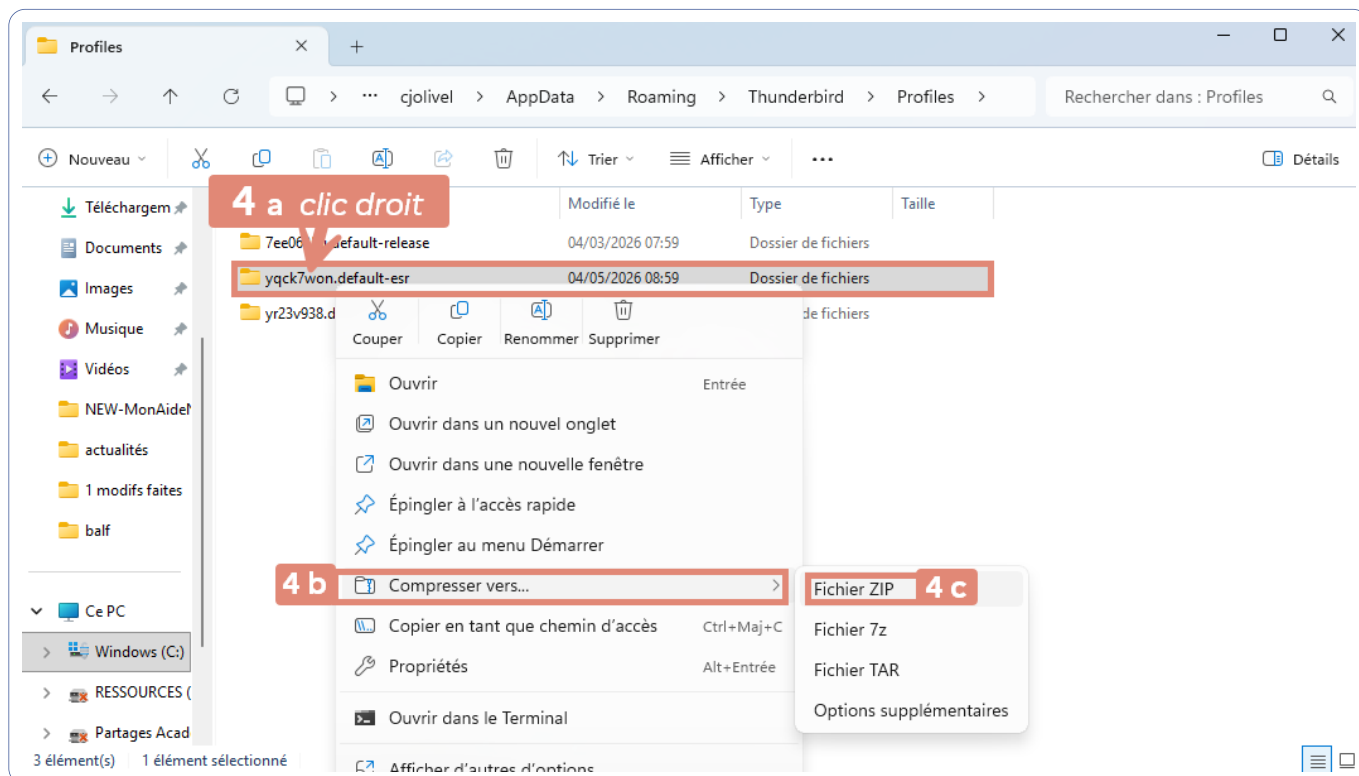 Profiles
… cjolivel > AppData > Roaming > Thunderbird > Profiles > Rechercher dans : Profiles
Nouveau Trier Afficher ... Détails
4 a clic droit
Modifié le Type Taille
Téléchargem
Documents
Images
Musique
Vidéos
NEW-MonAide
actualités
1 modifs faites
balf
Ce PC
Windows (C:)
RESSOURCES (
Partages Acad
7ee06 default-release 04/03/2026 07:59 Dossier de fichiers
yqck7won.default-esr 04/05/2026 08:59 Dossier de fichiers
yr23v938.d de fichiers
Couper Copier Renommer Supprimer
Ouvrir Entrée
Ouvrir dans un nouvel onglet
Ouvrir dans une nouvelle fenêtre
Épingler à l'accès rapide
Épingler au menu Démarrer
4 b Compresser vers... >
Copier en tant que chemin d'accès Ctrl+Maj+C
Propriétés Alt+Entrée
Ouvrir dans le Terminal
Afficher d'autres d'options
Fichier ZIP 4 c
Fichier 7z
Fichier TAR
Options supplémentaires
3 élément(s) 1 élément sélectionné